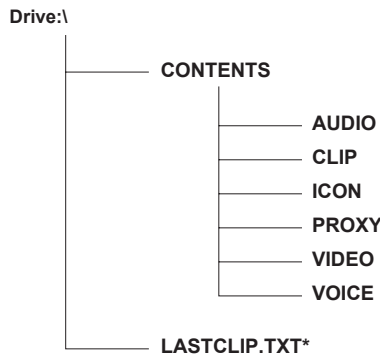 Drive:\
CONTENTS
AUDIO
CLIP
ICON
PROXY
VIDEO
VOICE
LASTCLIP.TXT*